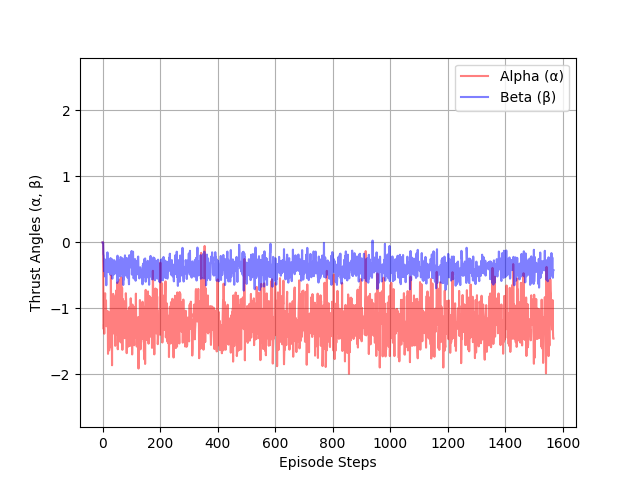 Alpha (α)
Beta (β)
2
1
0
−1
−2
Thrust Angles (α, β)
0 200 400 600 800 1000 1200 1400 1600
Episode Steps